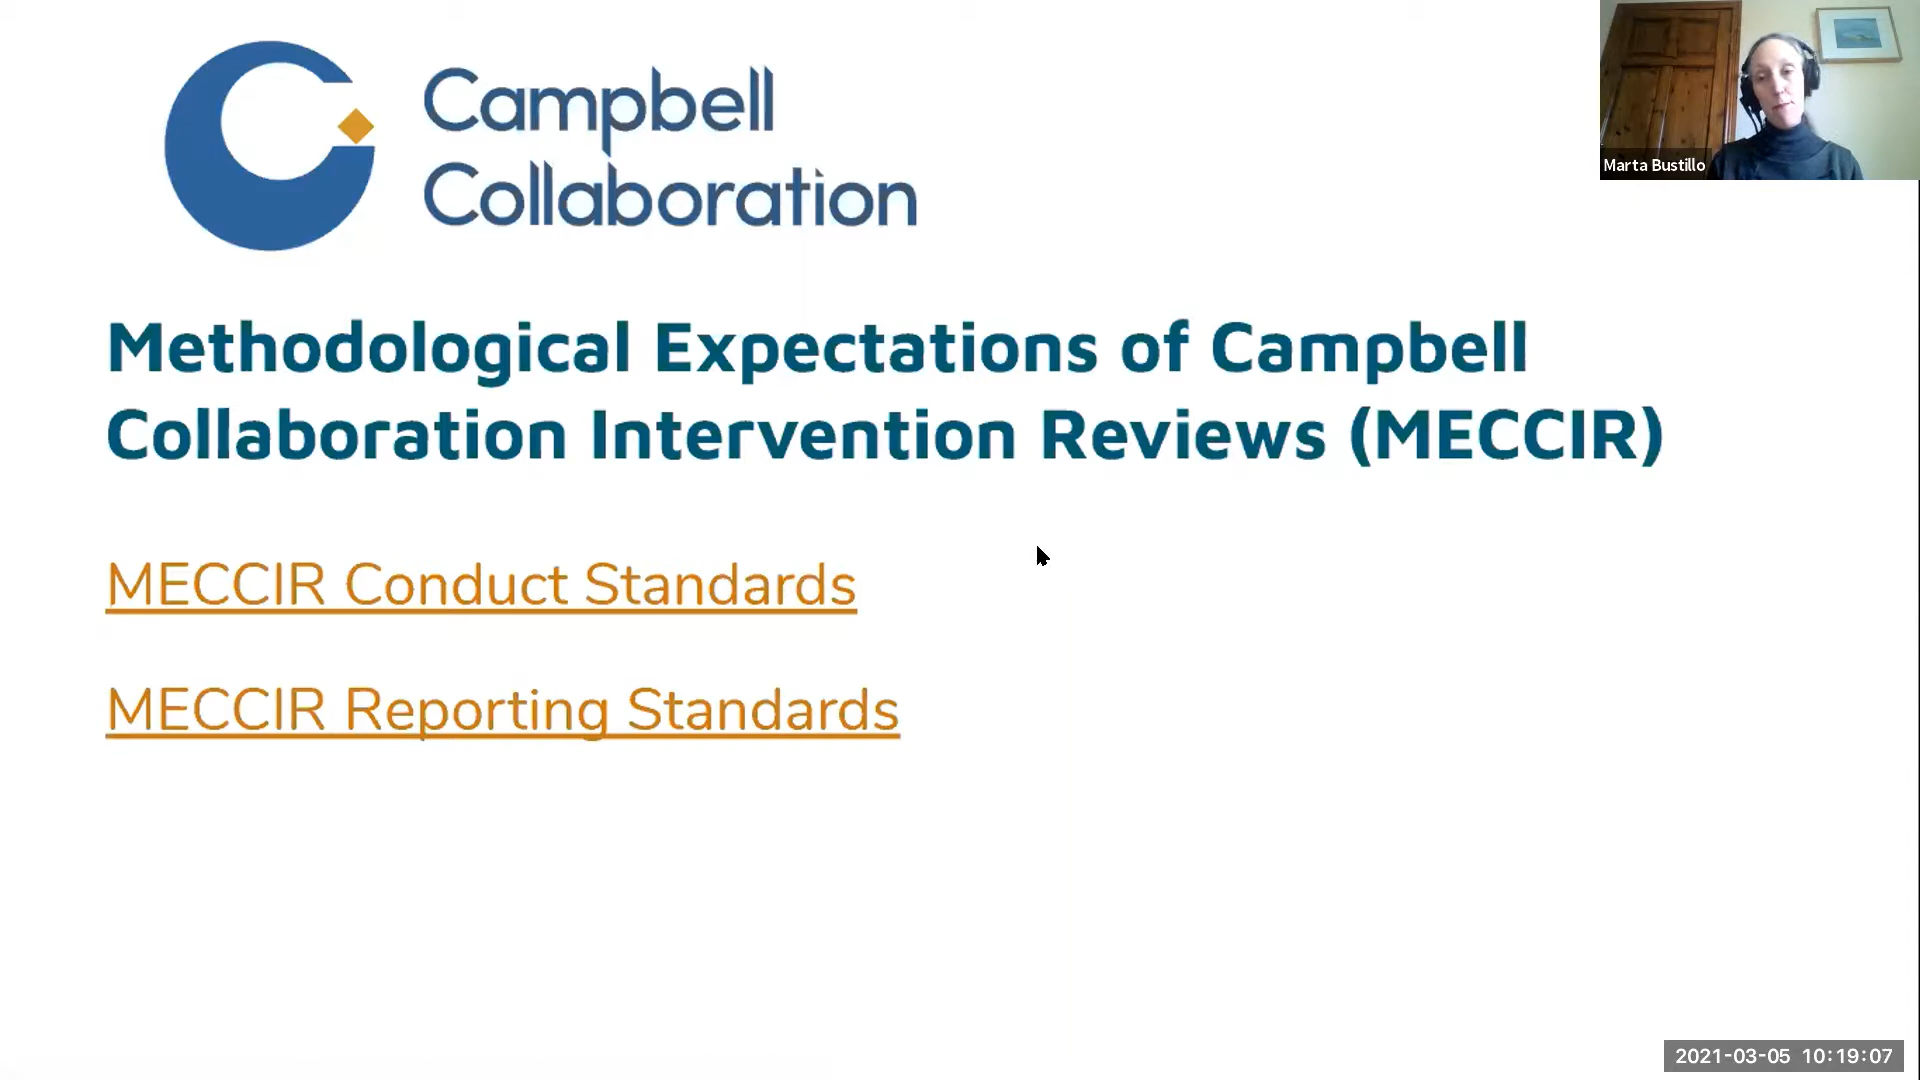 Campbell
Collaboration
Marta Bustillo
Methodological Expectations of Campbell
Collaboration Intervention Reviews (MECCIR)
MECCIR Conduct Standards
MECCIR Reporting Standards
2021-03-05 10:19:07